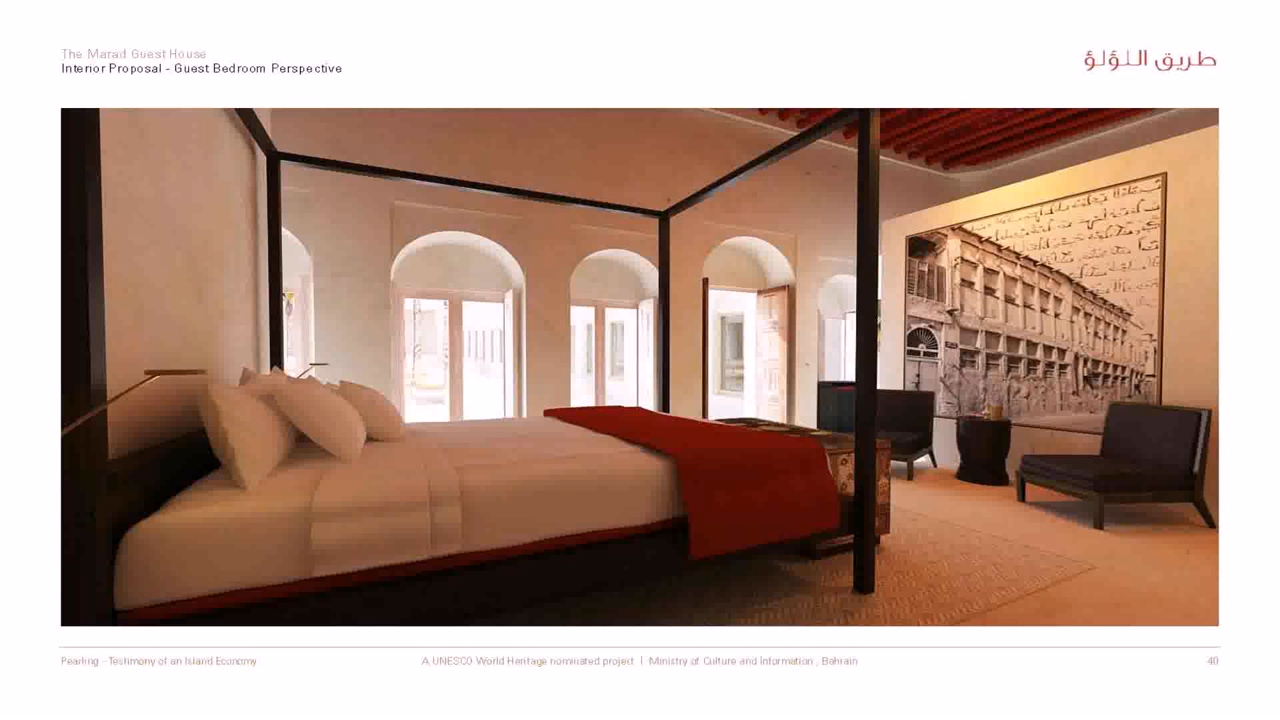 The Marad Guest House
Interior Proposal - Guest Bedroom Perspective
طريق اللؤلؤ
Pearling - Testimony of an Island Economy
A UNESCO World Heritage nominated project | Ministry of Culture and Information , Bahrain
40